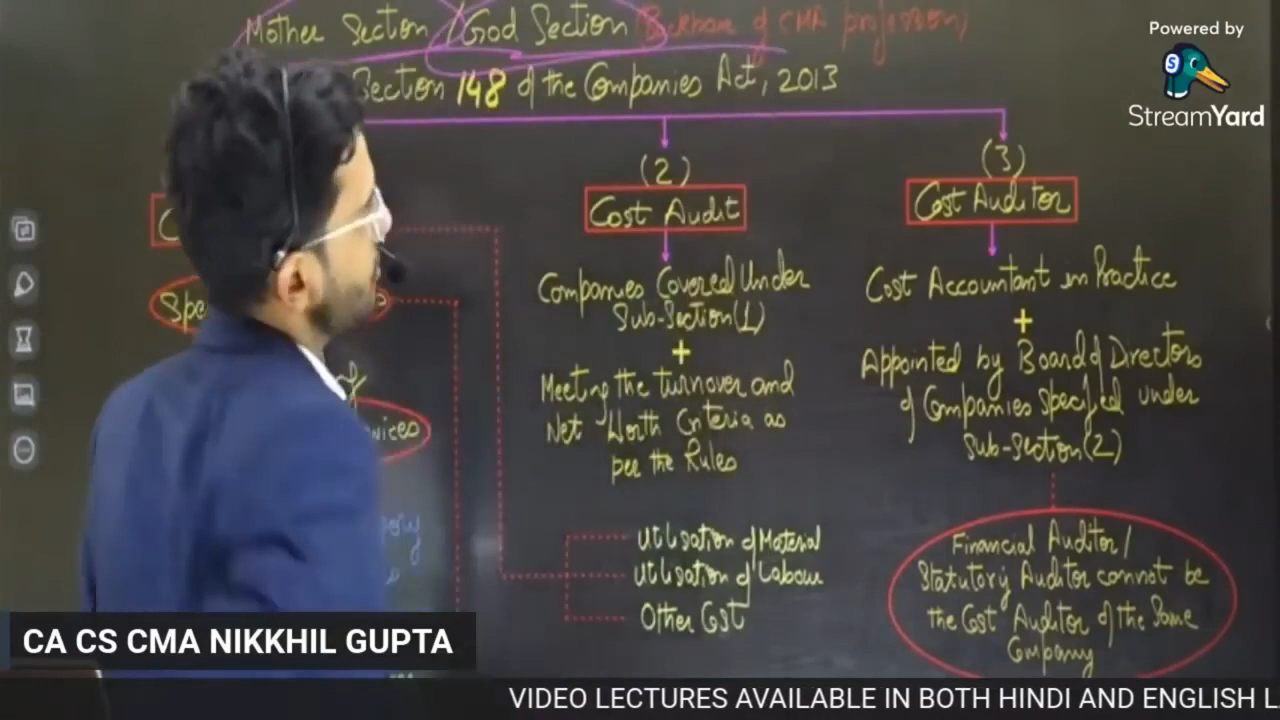 Powered by
StreamYard
Mother Section / God Section (Backbone of CMA profession)
Section 148 of the Companies Act, 2013
(2)
Cost Audit
Companies Covered Under
Sub-Section(1)
+
Meeting the turnover and
Net Worth Criteria as
per the Rules
Utilisation of Material
Utilisation of Labour
Other Cost
(3)
Cost Auditor
Cost Accountant in Practice
+
Appointed by Board of Directors
of Companies specified under
Sub-Section(2)
Financial Auditor/
Statutory Auditor cannot be
the Cost Auditor of the Same
Company
CA CS CMA NIKKHIL GUPTA
VIDEO LECTURES AVAILABLE IN BOTH HINDI AND ENGLISH L